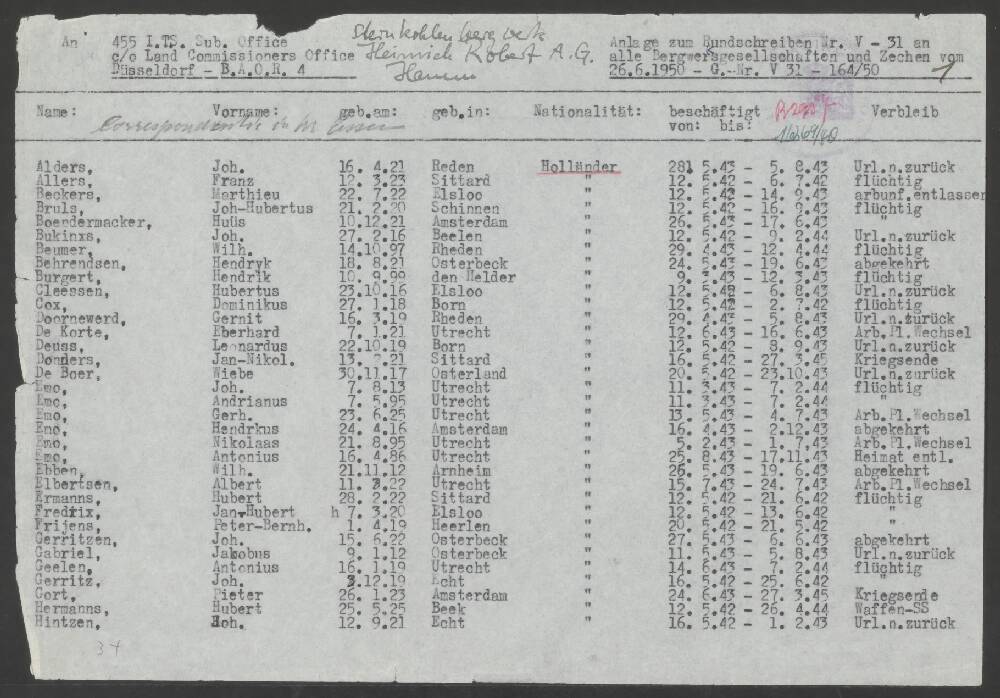 An 455 I.TS. Sub. Office
c/o Land Commissioners Office
Düsseldorf - B.A.O.R. 4
Steinkohlenbergwerk
Heinrich Robert A.G.
Hamm
Anlage zum Rundschreiben Nr. V - 31 an
alle Bergwersgesellschaften und Zechen vom
26.6.1950 - G.-Nr. V 31 - 164/50
Name: Vorname: geb.am: geb.in: Nationalität: beschäftigt von: bis: Verbleib
Alders, Joh. 16. 4.21 Reden Holländer 281 5.43 - 5. 8.43 Url.n.zurück
Allers, Franz 12. 3.23 Sittard " 12. 5.42 - 6. 7.42 flüchtig
Beckers, Marthieu 22. 7.22 Elsloo " 12. 5.42 - 14. 9.43 arbunf.entlassen
Bruls, Joh-Hubertus 21. 2.20 Schinnen " 12. 5.42 - 16. 9.43 flüchtig
Boendermacker, Huüs 10.12.21 Amsterdam " 26. 5.43 - 17. 6.43 "
Bukinxs, Joh. 27. 2.16 Beelen " 12. 5.42 - 9. 2.44 Url.n.zurück
Beumer, Wilh. 14.10.97 Rheden " 29. 4.43 - 12. 4.44 flüchtig
Behrendsen, Hendryk 18. 8.21 Osterbeck " 24. 5.43 - 19. 6.43 abgekehrt
Burgert, Hendrik 10. 9.99 den Helder " 9. 3.43 - 12. 3.43 flüchtig
Cleessen, Hubertus 23.10.16 Elsloo " 12. 5.42 - 6. 8.43 Url.n.zurück
Cox, Dominikus 27. 1.18 Born " 12. 5.42 - 2. 7.42 flüchtig
Doornewerd, Gernit 16. 3.19 Rheden " 29. 4.43 - 5. 8.43 Url.n.zurück
De Korte, Eberhard 7. 1.21 Utrecht " 12. 6.43 - 16. 6.43 Arb.Pl.Wechsel
Deuss, Leonardus 22.10.19 Born " 12. 5.42 - 8. 9.43 Url.n.zurück
Donders, Jan-Nikol. 13. 7.21 Sittard " 16. 5.42 - 27. 3.45 Kriegsende
De Boer, Wiebe 30.11.17 Osterland " 20. 5.42 - 23.10.43 Url.n.zurück
Emo, Joh. 7. 8.13 Utrecht " 11. 3.43 - 7. 2.44 flüchtig
Emo, Andrianus 7. 5.95 Utrecht " 11. 3.43 - 7. 2.44 "
Emo, Gerh. 23. 6.25 Utrecht " 13. 5.43 - 4. 7.43 Arb.Pl.Wechsel
Emo, Hendrkus 24. 4.16 Amsterdam " 16. 4.43 - 2.12.43 abgekehrt
Emo, Nikolaas 21. 8.95 Utrecht " 5. 2.43 - 1. 7.43 Arb.Pl.Wechsel
Emo, Antonius 16. 4.86 Utrecht " 25. 8.43 - 17.11.43 Heimat entl.
Ebben, Wilh. 21.11.12 Arnheim " 26. 5.43 - 19. 6.43 abgekehrt
Elbertsen, Albert 11. 3.22 Utrecht " 15. 7.43 - 24. 7.43 Arb.Pl.Wechsel
Ermanns, Hubert 28. 2.22 Sittard " 12. 5.42 - 21. 6.42 flüchtig
Fredrix, Jan-Hubert h 7. 3.20 Elsloo " 12. 5.42 - 13. 6.42 "
Frijens, Peter-Bernh. 1. 4.19 Heerlen " 20. 5.42 - 21. 5.42 "
Gerritzen, Joh. 15. 6.22 Osterbeck " 27. 5.43 - 6. 6.43 abgekehrt
Gabriel, Jakobus 9. 1.12 Osterbeck " 11. 5.43 - 5. 8.43 Url.n.zurück
Geelen, Antonius 16. 1.19 Utrecht " 14. 6.43 - 7. 2.44 flüchtig
Gerritz, Joh. 3.12.19 Echt " 16. 5.42 - 25. 6.42 "
Gort, Pieter 26. 1.23 Amsterdam " 24. 6.43 - 27. 3.45 Kriegsende
Hermanns, Hubert 25. 5.25 Beek " 12. 5.42 - 26. 4.44 Waffen-SS
Hintzen, Joh. 12. 9.21 Echt " 16. 5.42 - 1. 2.43 Url.n.zurück
34